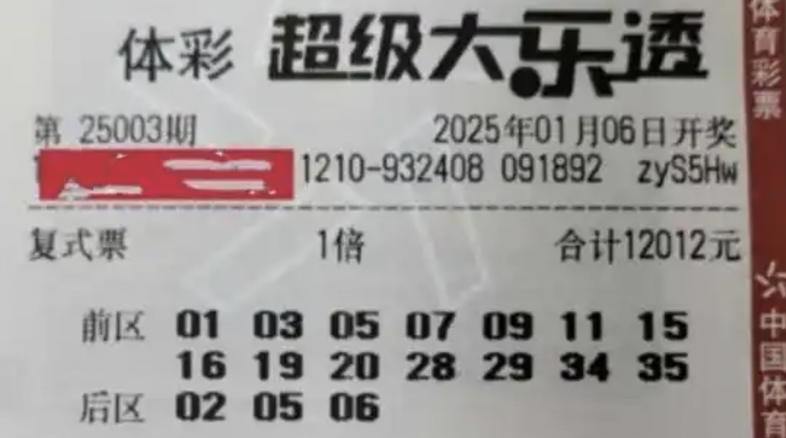 体彩 超级大乐透
第 25003期 2025年01月06日开奖
1210-932408 091892 zyS5Hw
复式票 1倍 合计12012元
前区 01 03 05 07 09 11 15
16 19 20 28 29 34 35
后区 02 05 06
体育彩票
中国体育